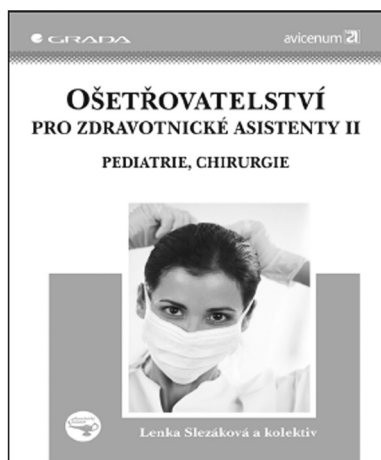 GRADA
avicenum
OŠETŘOVATELSTVÍ
PRO ZDRAVOTNICKÉ ASISTENTY II
PEDIATRIE, CHIRURGIE
Lenka Slezáková a kolektiv